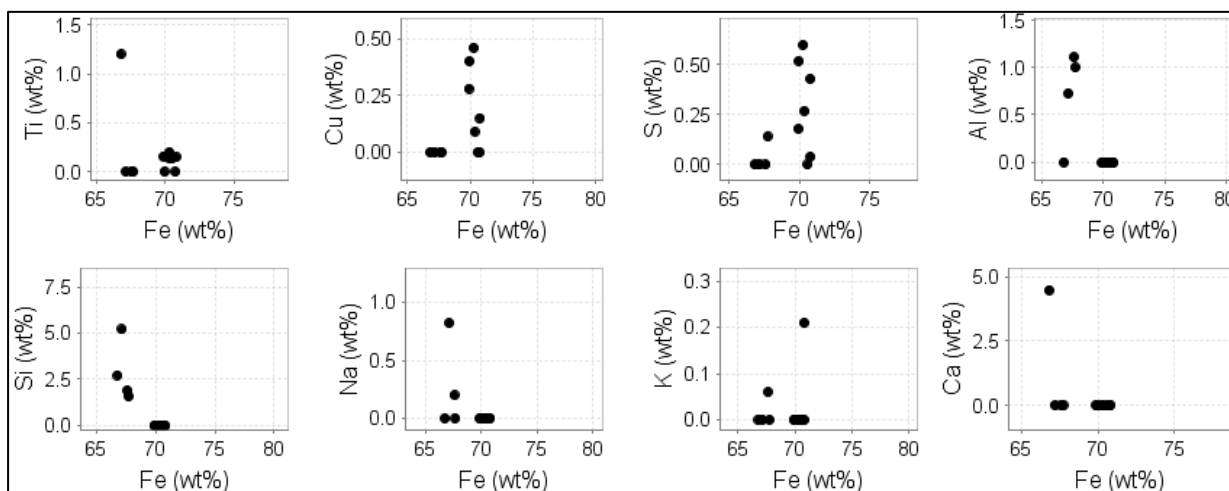 Ti (wt%)
1.5
1.0
0.5
0.0
65 70 75
Fe (wt%)
Cu (wt%)
0.50
0.25
0.00
65 70 75 80
Fe (wt%)
S (wt%)
0.50
0.25
0.00
65 70 75 80
Fe (wt%)
Al (wt%)
1.5
1.0
0.5
0.0
65 70 75 80
Fe (wt%)
Si (wt%)
7.5
5.0
2.5
0.0
65 70 75 80
Fe (wt%)
Na (wt%)
1.0
0.5
0.0
65 70 75 80
Fe (wt%)
K (wt%)
0.3
0.2
0.1
0.0
65 70 75 80
Fe (wt%)
Ca (wt%)
5.0
2.5
0.0
65 70 75
Fe (wt%)